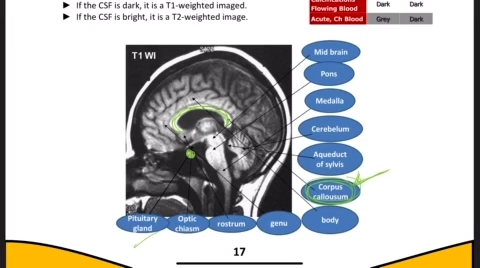 ► If the CSF is dark, it is a T1-weighted imaged.
► If the CSF is bright, it is a T2-weighted image.
Calcifications
Flowing Blood
Dark Dark
Acute, Ch Blood Grey Dark
T1 WI
Mid brain
Pons
Medalla
Cerebelum
Aqueduct
of sylvis
Corpus
callousum
body
genu
rostrum
Optic
chiasm
Pituitary
gland
17